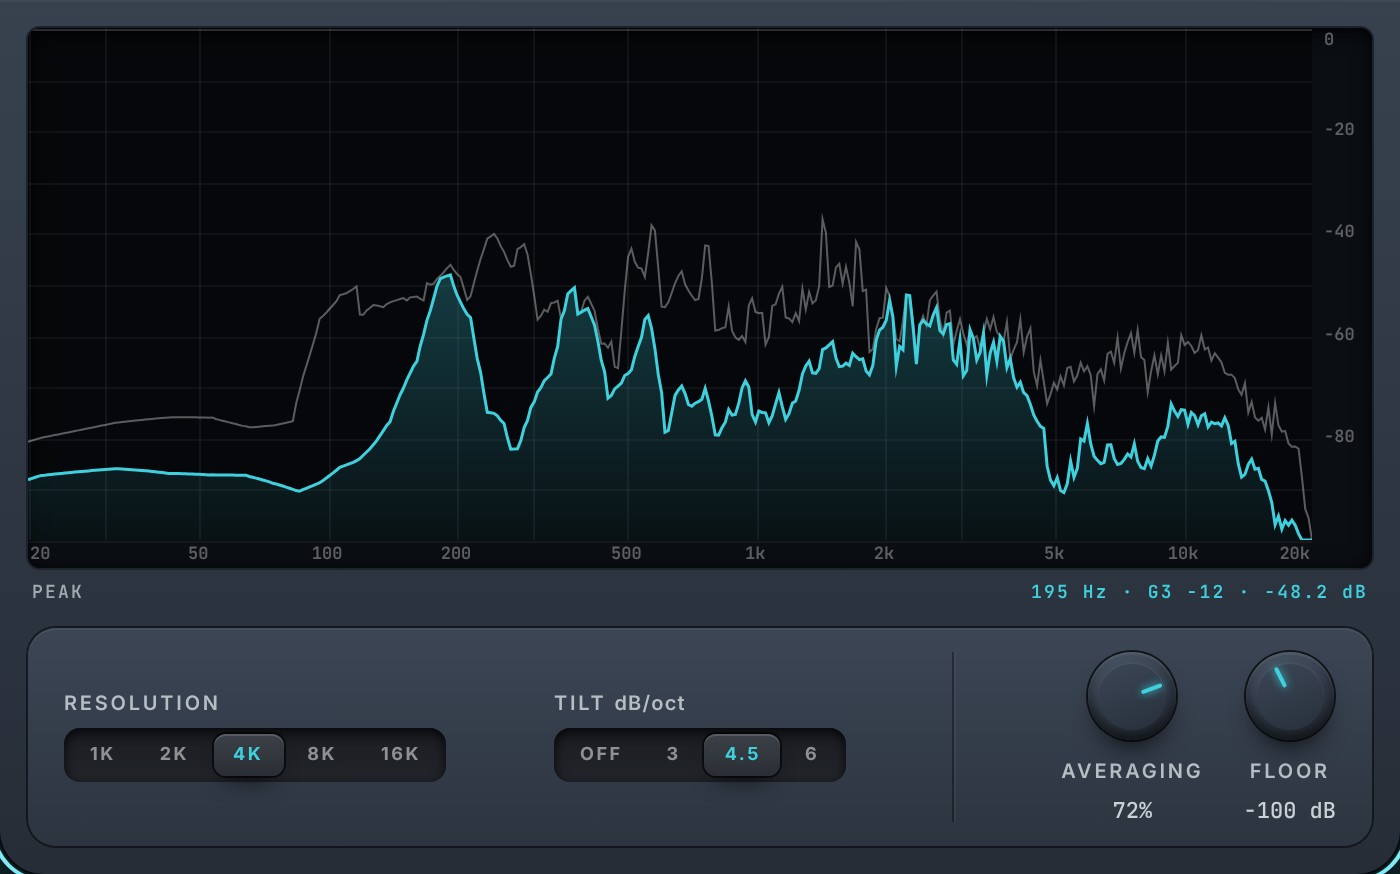 0
-20
-40
-60
-80
20 50 100 200 500 1k 2k 5k 10k 20k
PEAK 195 Hz · G3 -12 · -48.2 dB
RESOLUTION TILT dB/oct
1K 2K 4K 8K 16K OFF 3 4.5 6
AVERAGING FLOOR
72% -100 dB